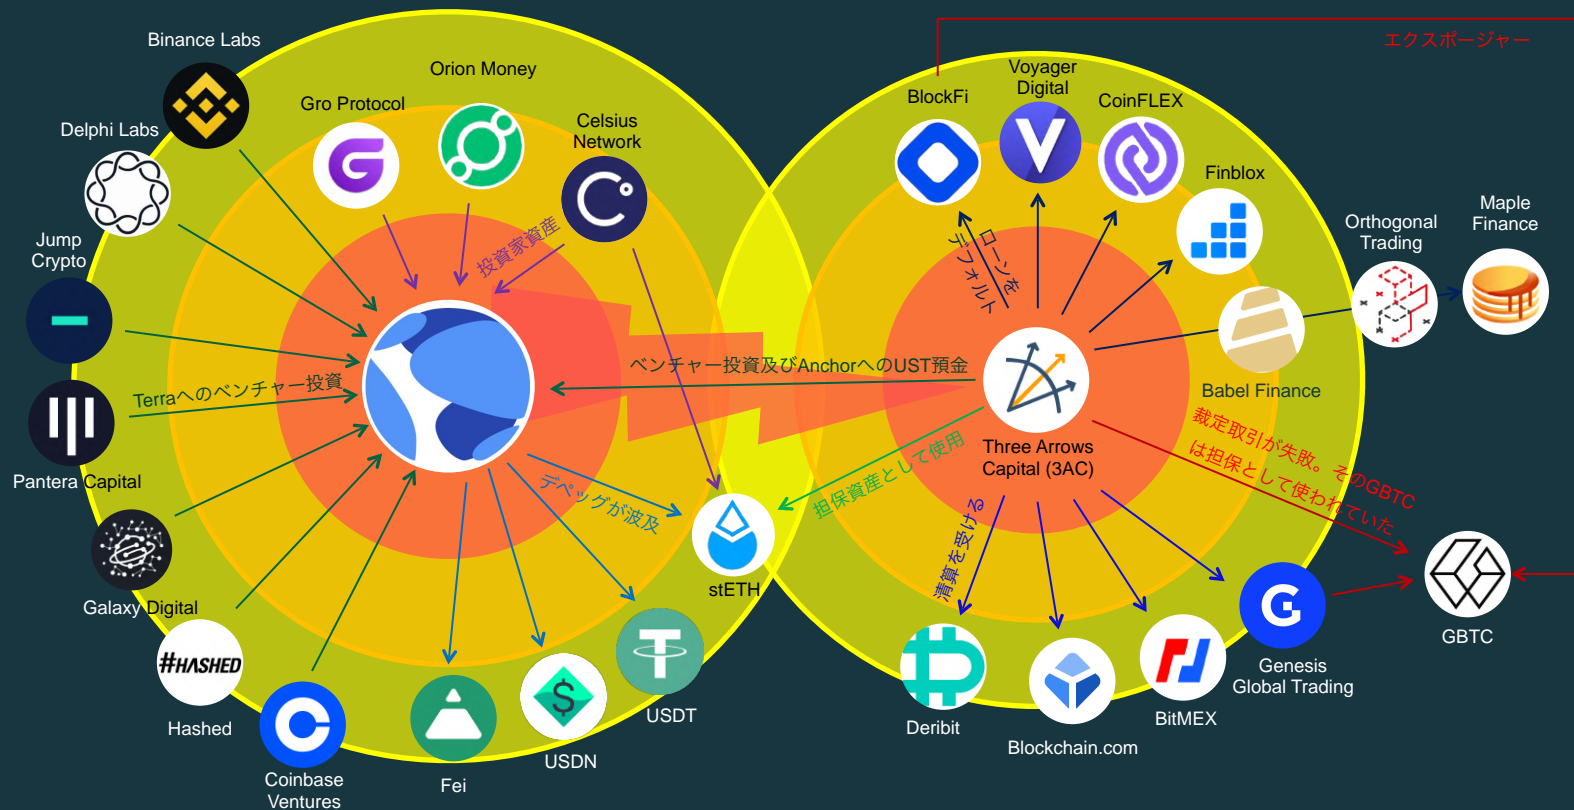 Binance Labs
Orion Money
Gro Protocol
Delphi Labs
Celsius
Network
Jump
Crypto
投資家資産
Terraへのベンチャー投資
Pantera Capital
デペッグが波及
Galaxy Digital
#HASHED
Hashed
Coinbase
Ventures
Fei
USDN
USDT
stETH
ベンチャー投資及びAnchorへのUST預金
担保資産として使用
エクスポージャー
BlockFi
Voyager
Digital
CoinFLEX
Finblox
ローンを
デフォルト
Orthogonal
Trading
Maple
Finance
Babel Finance
Three Arrows
Capital (3AC)
裁定取引が失敗。そのGBTC
は担保として使われていた
清算を受ける
Deribit
Blockchain.com
BitMEX
Genesis
Global Trading
GBTC